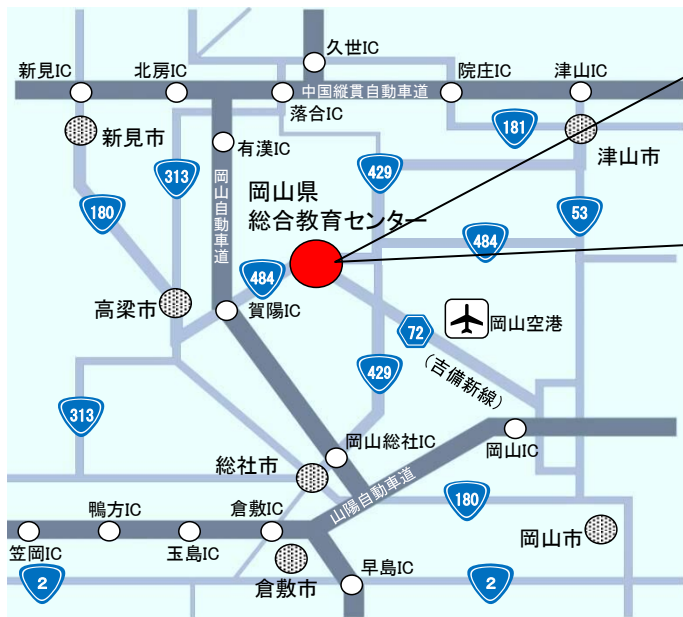 久世IC
新見IC
北房IC
院庄IC
津山IC
中国縦貫自動車道
落合IC
新見市
181
有漢IC
津山市
313
429
岡山自動車道
岡山県
総合教育センター
180
53
484
484
高梁市
賀陽IC
72
岡山空港
429
(吉備新線)
313
岡山総社IC
岡山IC
総社市
山陽自動車道
180
鴨方IC
倉敷IC
岡山市
笠岡IC
玉島IC
倉敷市
早島IC
2
2